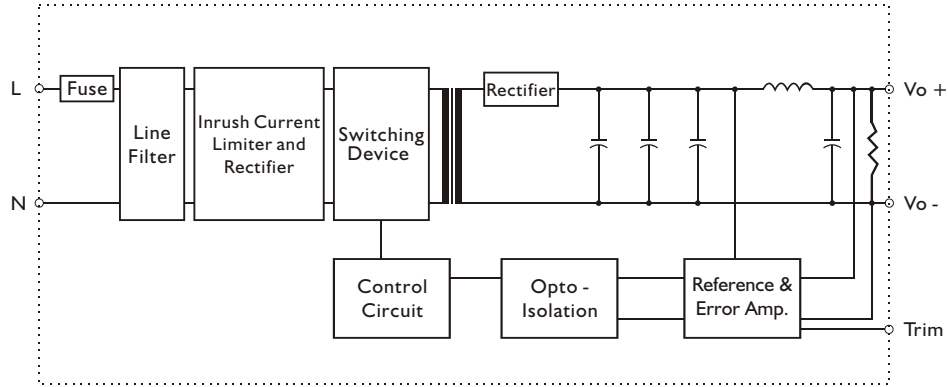 L
Fuse
Line
Filter
Inrush Current
Limiter and
Rectifier
Switching
Device
Rectifier
Vo +
N
Vo -
Control
Circuit
Opto -
Isolation
Reference &
Error Amp.
Trim